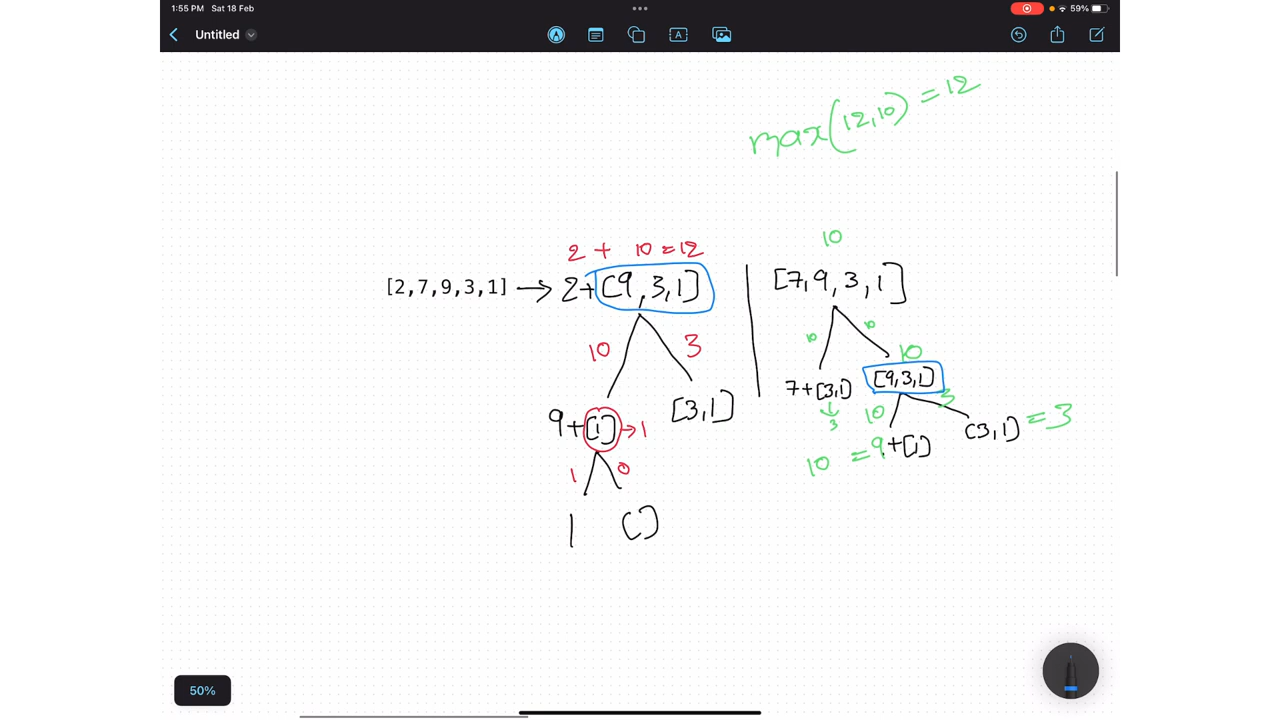 1:55 PM Sat 18 Feb
59%
Untitled
A
max(12,10) = 12
2 + 10 = 12
10
[2,7,9,3,1] → 2+[9,3,1]
[7,9,3,1]
10 3
10 10
10
7+[3,1] [9,3,1]
↓
3
10 3
9+[1] → 1
[3,1]
[3,1] = 3
10 = 9+[1]
1 0
1 []
50%